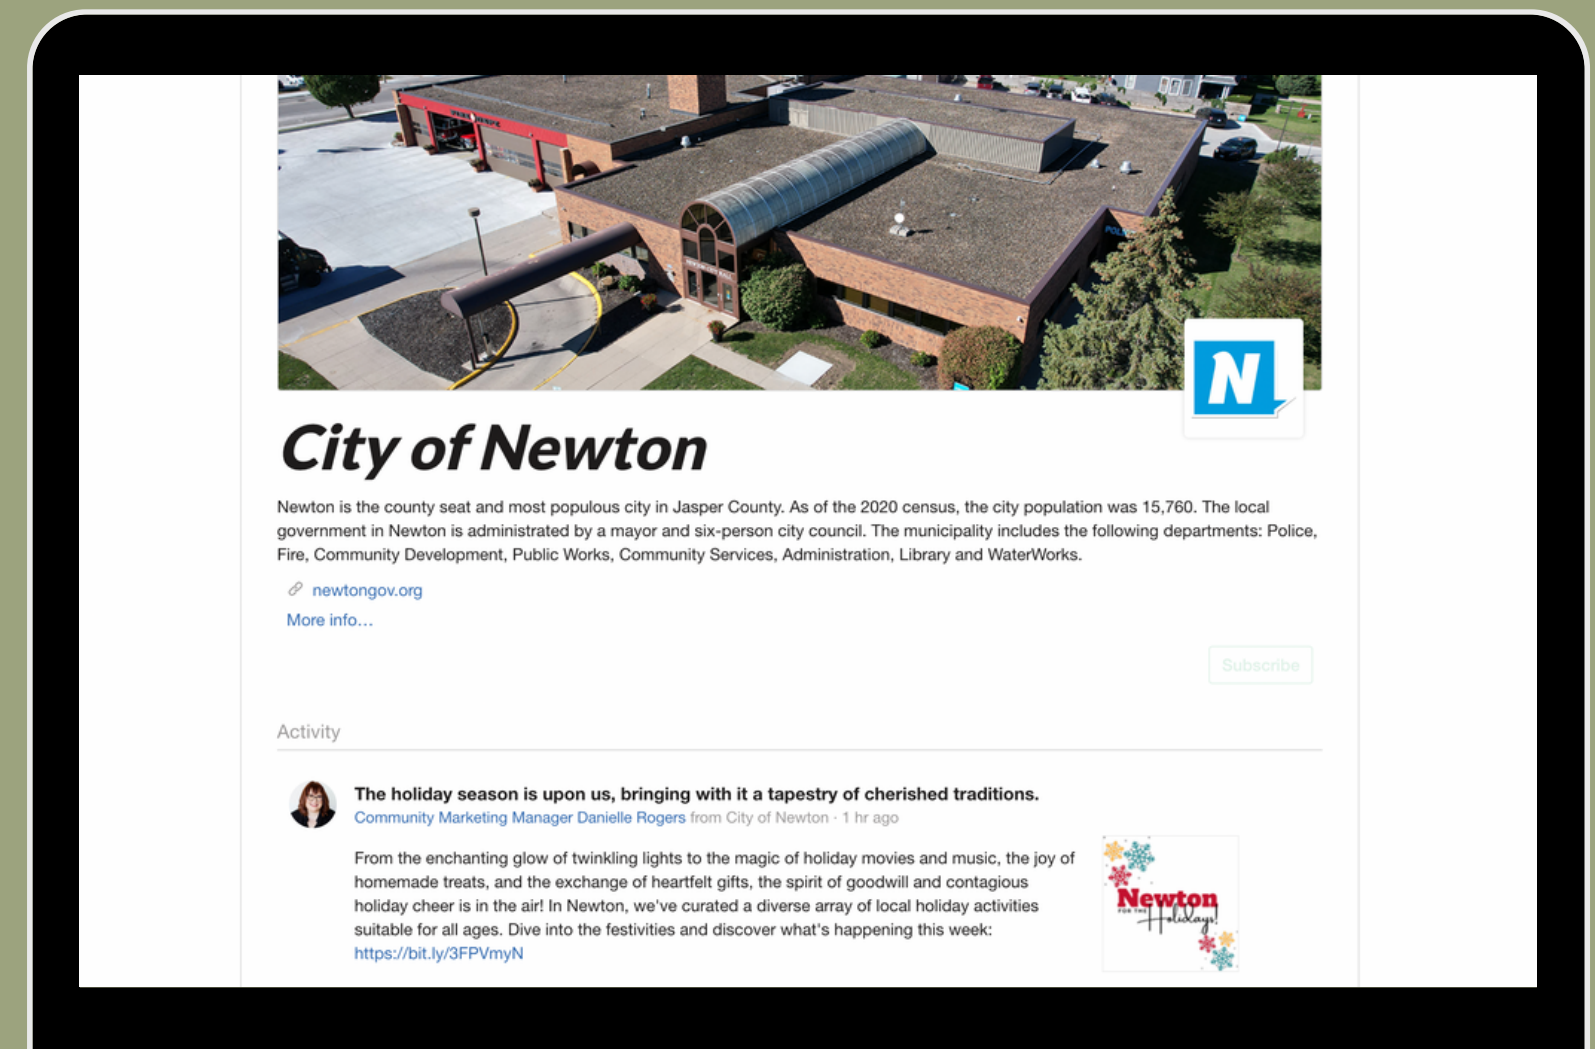 NEWTON CITY HALL
POLI
N
City of Newton
Newton is the county seat and most populous city in Jasper County. As of the 2020 census, the city population was 15,760. The local
government in Newton is administrated by a mayor and six-person city council. The municipality includes the following departments: Police,
Fire, Community Development, Public Works, Community Services, Administration, Library and WaterWorks.
newtongov.org
More info…
Subscribe
Activity
The holiday season is upon us, bringing with it a tapestry of cherished traditions.
Community Marketing Manager Danielle Rogers from City of Newton · 1 hr ago
From the enchanting glow of twinkling lights to the magic of holiday movies and music, the joy of
homemade treats, and the exchange of heartfelt gifts, the spirit of goodwill and contagious
holiday cheer is in the air! In Newton, we've curated a diverse array of local holiday activities
suitable for all ages. Dive into the festivities and discover what's happening this week:
https://bit.ly/3FPVmyN
Newton
FOR THE
Holidays!